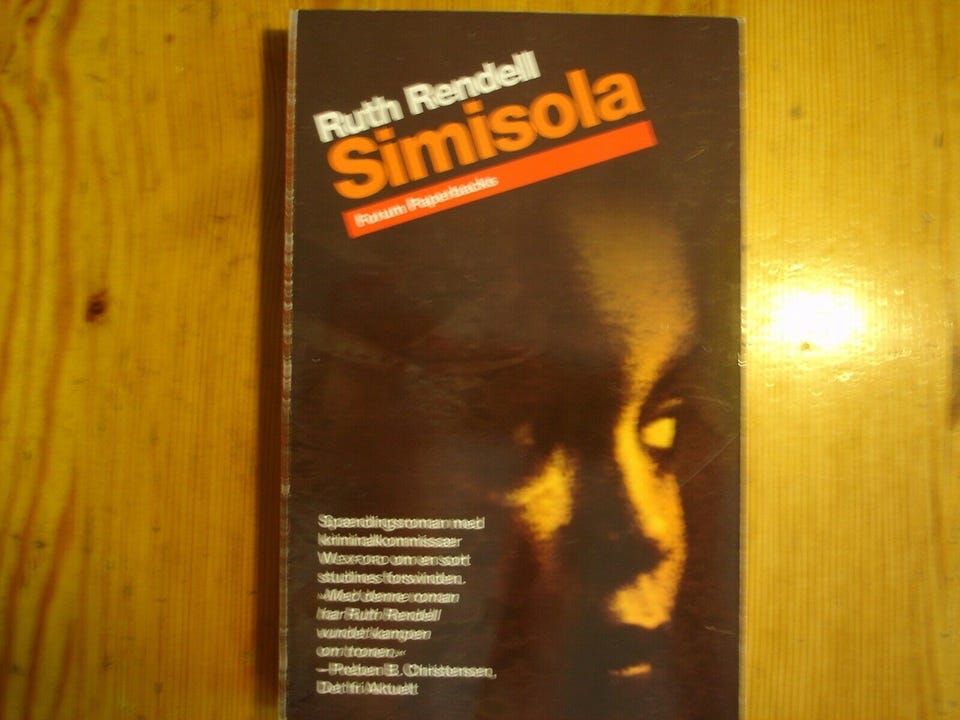 Ruth Rendell
Simisola
Forum Paperbacks
Spændingsroman med
kriminalkommissær
Wexford om en sort
studines forsvinden.
»Med denne roman
har Ruth Rendell
vundet kampen
om tronen.«
– Preben B. Christensen,
Det fri Aktuelt